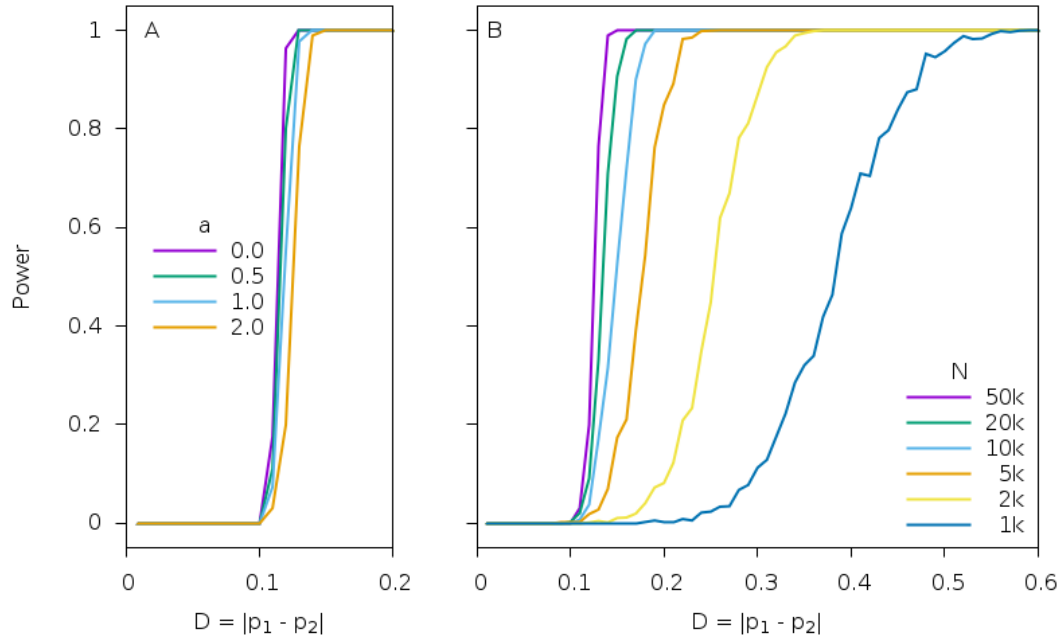 A
B
1
0.8
0.6
0.4
0.2
0
Power
a
0.0
0.5
1.0
2.0
N
50k
20k
10k
5k
2k
1k
0 0.1 0.2
0 0.1 0.2 0.3 0.4 0.5 0.6
D = |p₁ - p₂|
D = |p₁ - p₂|